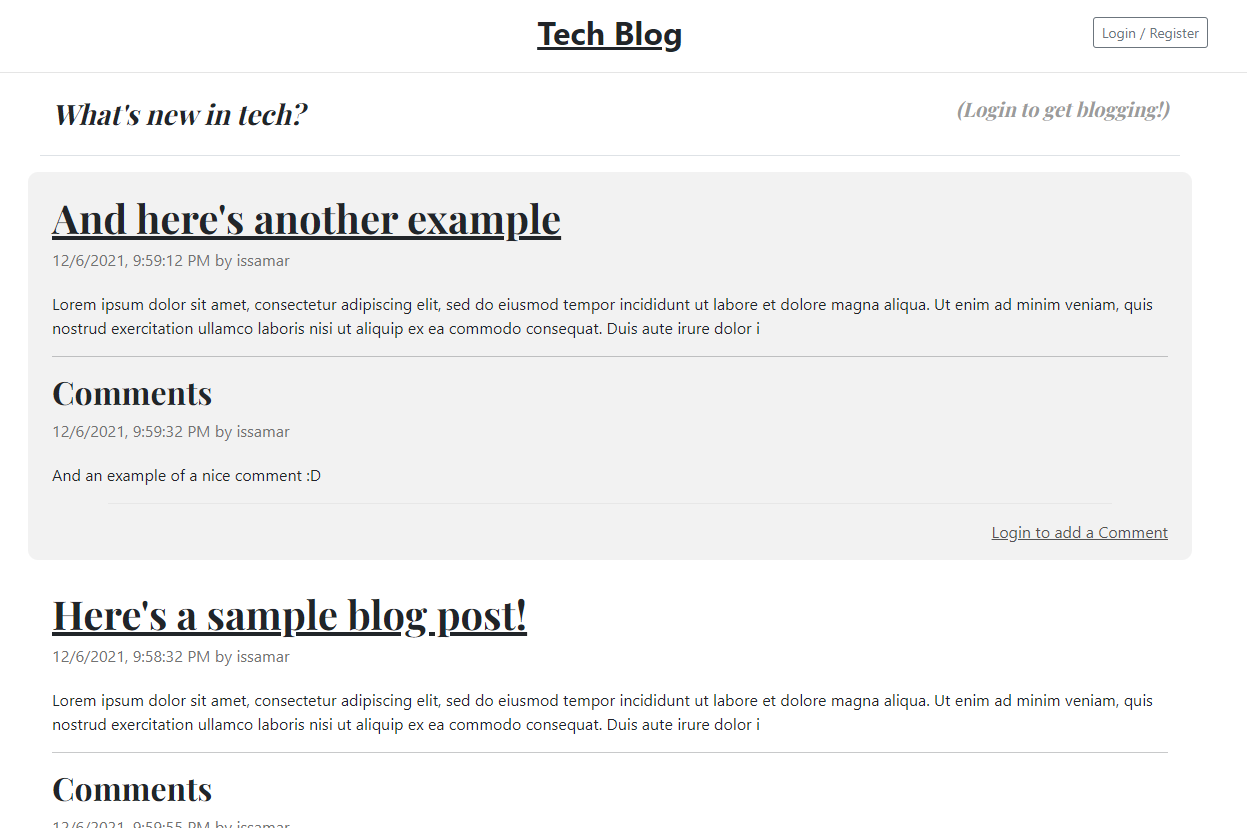 Tech Blog
Login / Register
What's new in tech?
(Login to get blogging!)
And here's another example
12/6/2021, 9:59:12 PM by issamar
Lorem ipsum dolor sit amet, consectetur adipiscing elit, sed do eiusmod tempor incididunt ut labore et dolore magna aliqua. Ut enim ad minim veniam, quis
nostrud exercitation ullamco laboris nisi ut aliquip ex ea commodo consequat. Duis aute irure dolor i
Comments
12/6/2021, 9:59:32 PM by issamar
And an example of a nice comment :D
Login to add a Comment
Here's a sample blog post!
12/6/2021, 9:58:32 PM by issamar
Lorem ipsum dolor sit amet, consectetur adipiscing elit, sed do eiusmod tempor incididunt ut labore et dolore magna aliqua. Ut enim ad minim veniam, quis
nostrud exercitation ullamco laboris nisi ut aliquip ex ea commodo consequat. Duis aute irure dolor i
Comments
12/6/2021, 9:59:55 PM by issamar